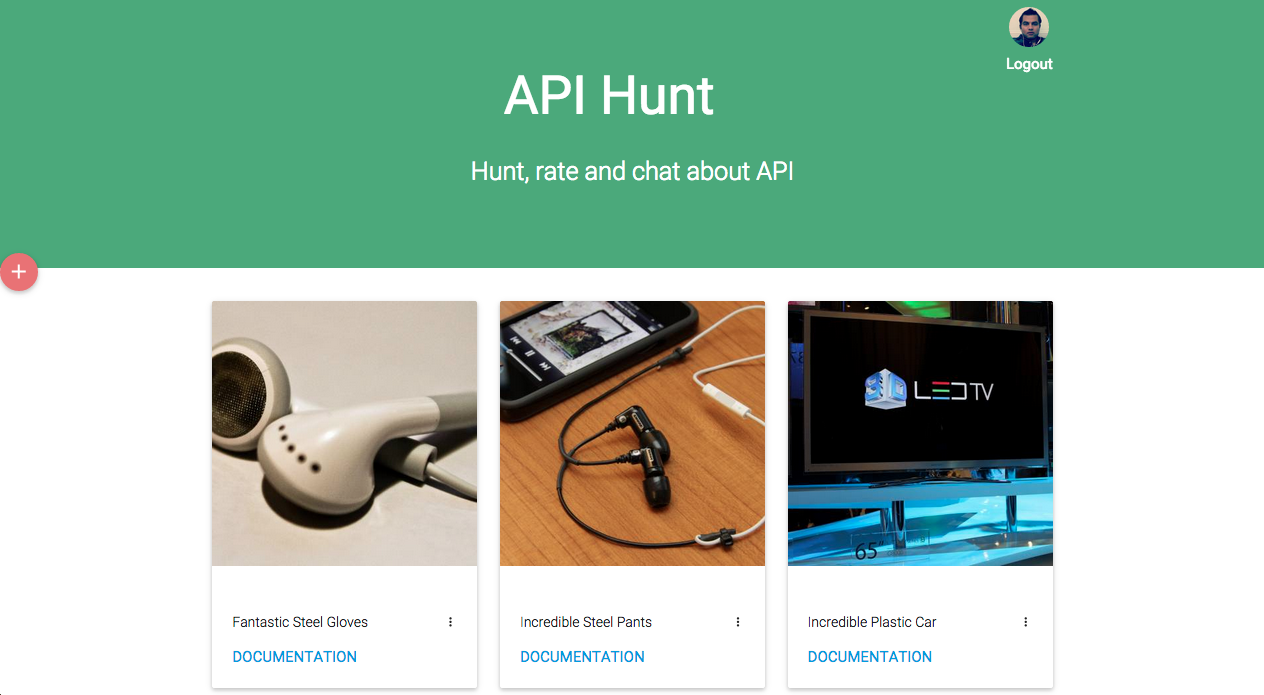 Logout
API Hunt
Hunt, rate and chat about API
+
LED TV
65"
Fantastic Steel Gloves
Incredible Steel Pants
Incredible Plastic Car
DOCUMENTATION
DOCUMENTATION
DOCUMENTATION